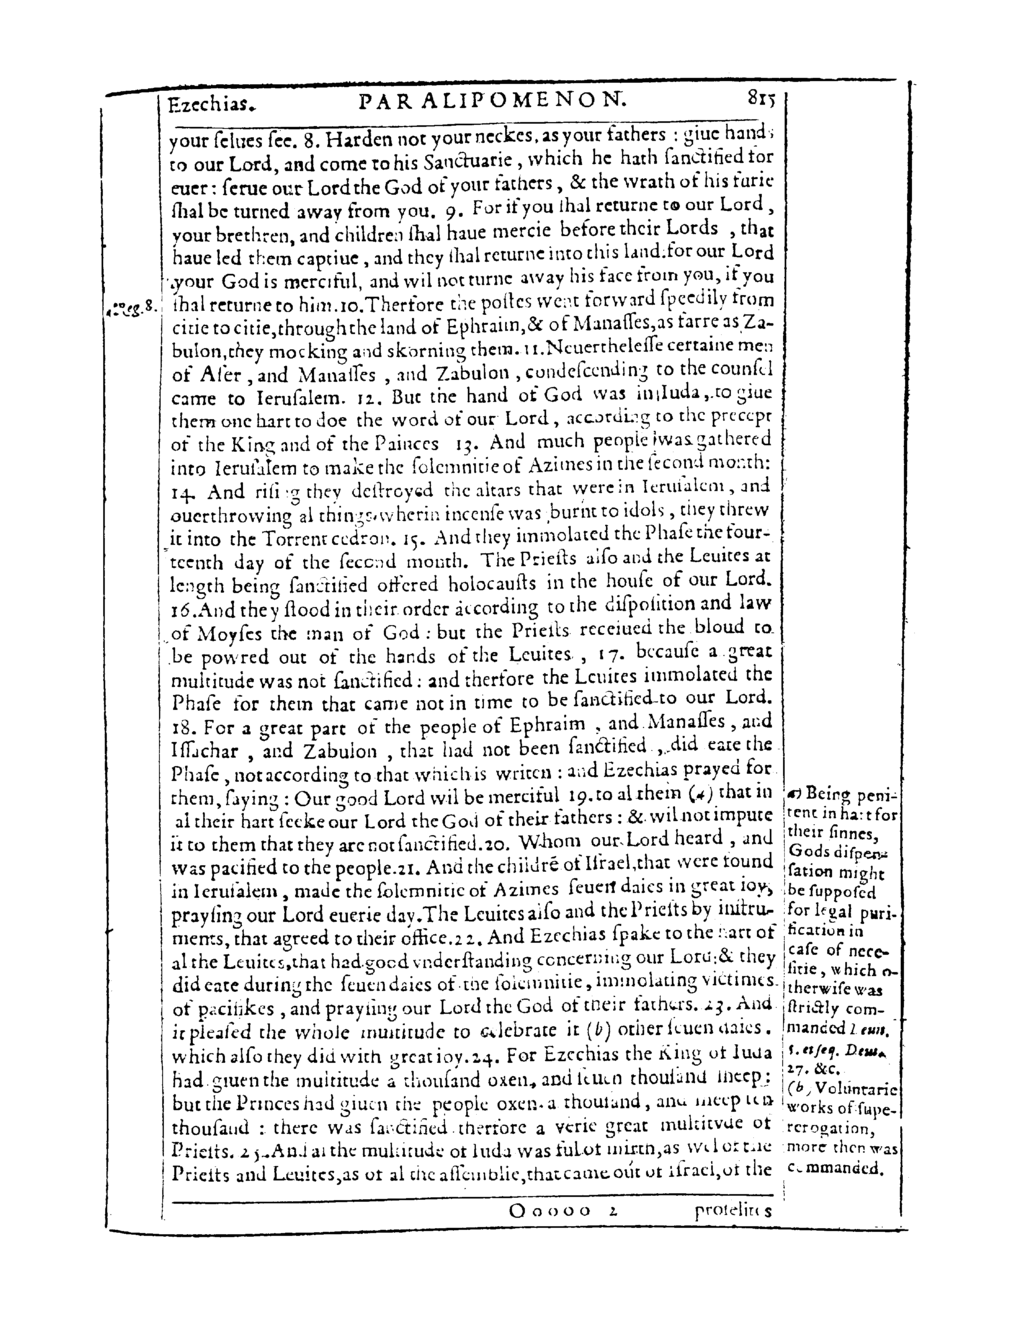 Ezechias. PARALIPOMENON. 815
your ſelues ſee. 8. Harden not your neckes, as your fathers : giue hands
to our Lord, and come to his Sanctuarie, which he hath ſanctified for
euer : ſerue our Lord the God of your fathers, & the wrath of his furie
ſhal be turned away from you. 9. For if you ſhal returne to our Lord,
your brethren, and children ſhal haue mercie before their Lords , that
haue led them captiue, and they ſhal returne into this land: for our Lord
your God is merciful, and wil not turne away his face from you, if you
ſhal returne to him. 10. Therfore the poſtes went forward ſpeedily from
citie to citie, through the land of Ephraim, & of Manaſſes, as farre as Za-
bulon, they mocking and skorning them. 11. Neuertheleſſe certaine men
of Aſer, and Manaſſes , and Zabulon , condeſcending to the counſel
came to Ieruſalem. 12. But the hand of God was in Iuda, to giue
them one hart to doe the word of our Lord, according to the precept
of the King and of the Painces 13. And much people was gathered
into Ieruſalem to make the ſolemnitie of Azimes in the ſecond month:
14. And riſing they deſtroyed the altars that were in Ieruſalem, and
ouerthrowing al things, wherin incenſe was burnt to idols, they threw
it into the Torrent cedron. 15. And they immolated the Phaſe the four-
teenth day of the ſecond month. The Prieſts alſo and the Leuites at
length being ſanctified offered holocauſts in the houſe of our Lord.
16. And they ſtood in their order according to the diſpoſition and law
of Moyſes the man of God : but the Prieſts receiued the bloud to
be powred out of the hands of the Leuites , 17. becauſe a great
multitude was not ſanctified : and therfore the Leuites immolated the
Phaſe for them that came not in time to be ſanctified to our Lord.
18. For a great part of the people of Ephraim , and Manaſſes, and
Iſſachar , and Zabulon , that had not been ſanctified , did eate the
Phaſe, not according to that which is writen : and Ezechias prayed for
them, ſaying : Our good Lord wil be merciful 19. to al them (a) that in
al their hart ſeeke our Lord the God of their fathers : & wil not impute
it to them that they are not ſanctified. 20. Whom our Lord heard , and
was pacified to the people. 21. And the childrē of Iſrael, that were found
in Ieruſalem, made the ſolemnitie of Azimes ſeuen daies in great ioy,
prayſing our Lord euerie day. The Leuites alſo and the Prieſts by inſtru-
ments, that agreed to their office. 22. And Ezechias ſpake to the hart of
al the Leuites, that had good vnderſtanding concerning our Lord: & they
did eate during the ſeuen daies of the ſolemnitie, immolating victimes
of pacifikes , and prayſing our Lord the God of their fathers. 23. And
it pleaſed the whole multitude to celebrate it (b) other ſeuen daies.
which alſo they did with great ioy. 24. For Ezechias the King of Iuda
had giuen the multitude a thouſand oxen, and ſeuen thouſand ſheep:
but the Princes had giuen the people oxen a thouſand, and ſheep ten
thouſand : there was ſanctified therfore a verie great multitude of
Prieſts. 25. And al the multitude of Iuda was ful of mirth, as wel of the
Prieſts and Leuites, as of al the aſſemblie, that came out of Iſrael, of the
Ooooo 2 proſelites
reg. 8.
a) Being peni-
tent in hart for
their ſinnes,
Gods diſpen-
ſation might
be ſuppoſed
for legal puri-
fication in
caſe of nece-
ſitie, which o-
therwiſe was
ſtrictly com-
manded Leuit.
5. et ſeq. Deut.
27. &c.
(b) Voluntarie
works of ſupe-
rerogation,
more then was
commanded.